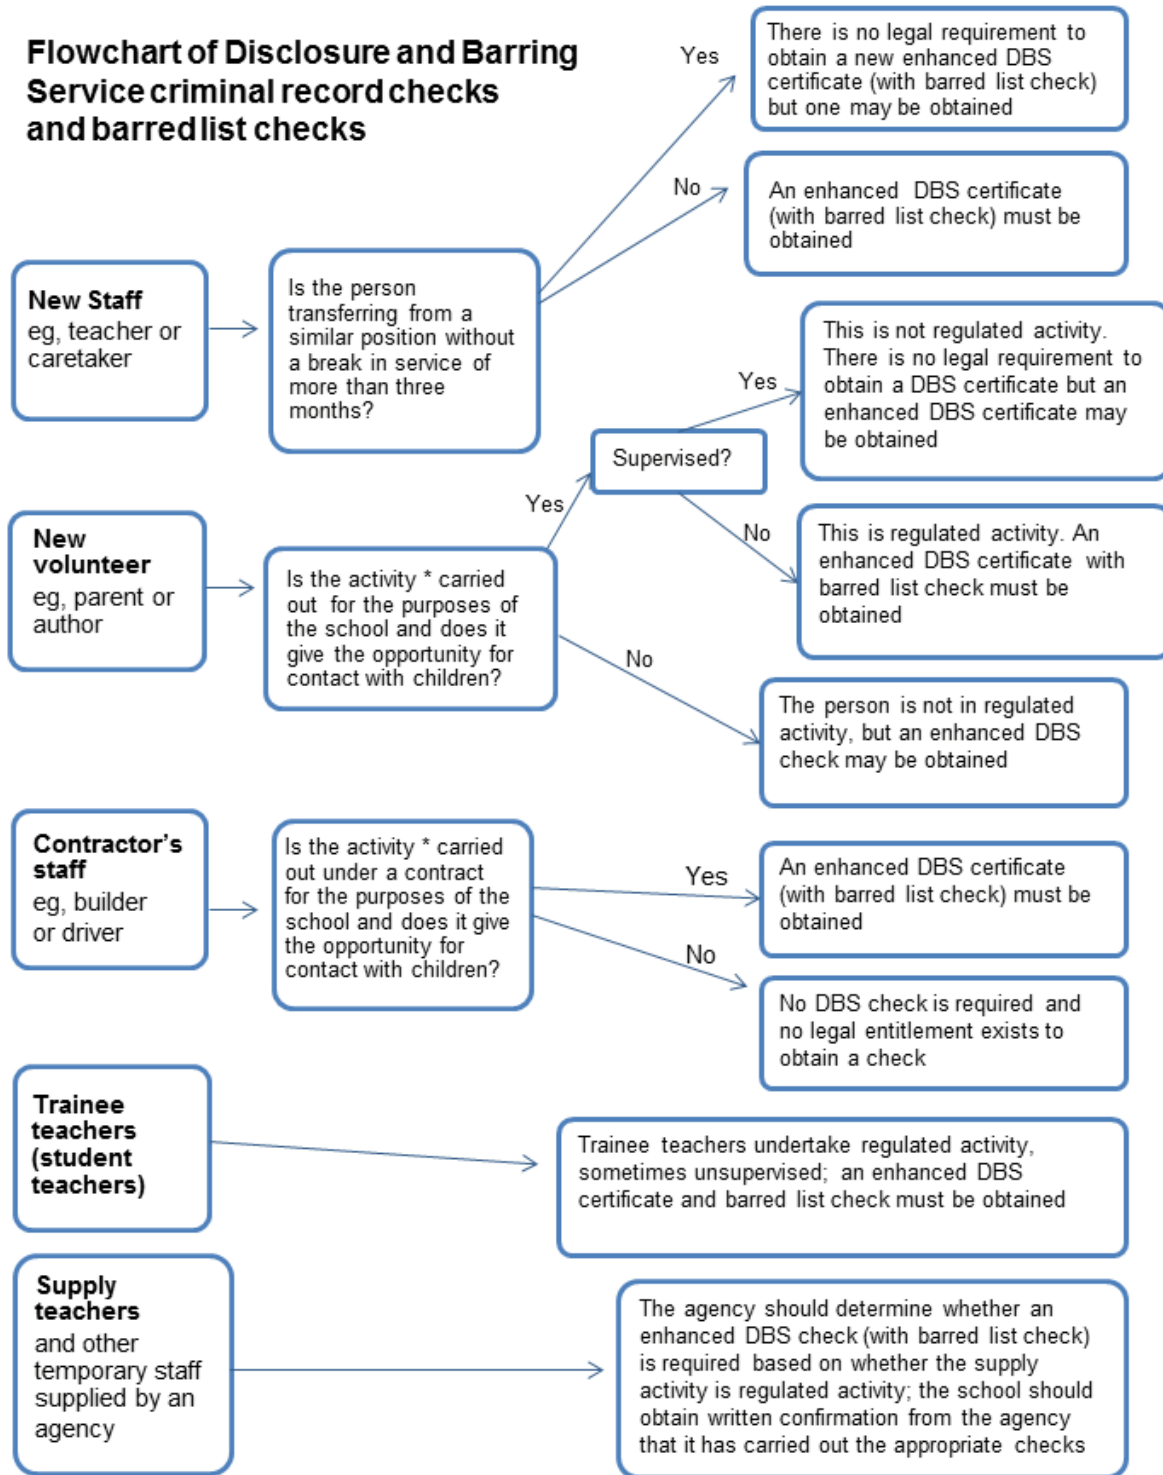 Flowchart of Disclosure and Barring
Service criminal record checks
and barred list checks
New Staff
eg, teacher or
caretaker
Is the person
transferring from a
similar position without
a break in service of
more than three
months?
Yes
There is no legal requirement to
obtain a new enhanced DBS
certificate (with barred list check)
but one may be obtained
No
An enhanced DBS certificate
(with barred list check) must be
obtained
New
volunteer
eg, parent or
author
Is the activity * carried
out for the purposes of
the school and does it
give the opportunity for
contact with children?
Yes
Supervised?
Yes
This is not regulated activity.
There is no legal requirement to
obtain a DBS certificate but an
enhanced DBS certificate may
be obtained
No
This is regulated activity. An
enhanced DBS certificate with
barred list check must be
obtained
No
The person is not in regulated
activity, but an enhanced DBS
check may be obtained
Contractor's
staff
eg, builder
or driver
Is the activity * carried
out under a contract
for the purposes of the
school and does it give
the opportunity for
contact with children?
Yes
An enhanced DBS certificate
(with barred list check) must be
obtained
No
No DBS check is required and
no legal entitlement exists to
obtain a check
Trainee
teachers
(student
teachers)
Trainee teachers undertake regulated activity,
sometimes unsupervised; an enhanced DBS
certificate and barred list check must be obtained
Supply
teachers
and other
temporary staff
supplied by an
agency
The agency should determine whether an
enhanced DBS check (with barred list check)
is required based on whether the supply
activity is regulated activity; the school should
obtain written confirmation from the agency
that it has carried out the appropriate checks